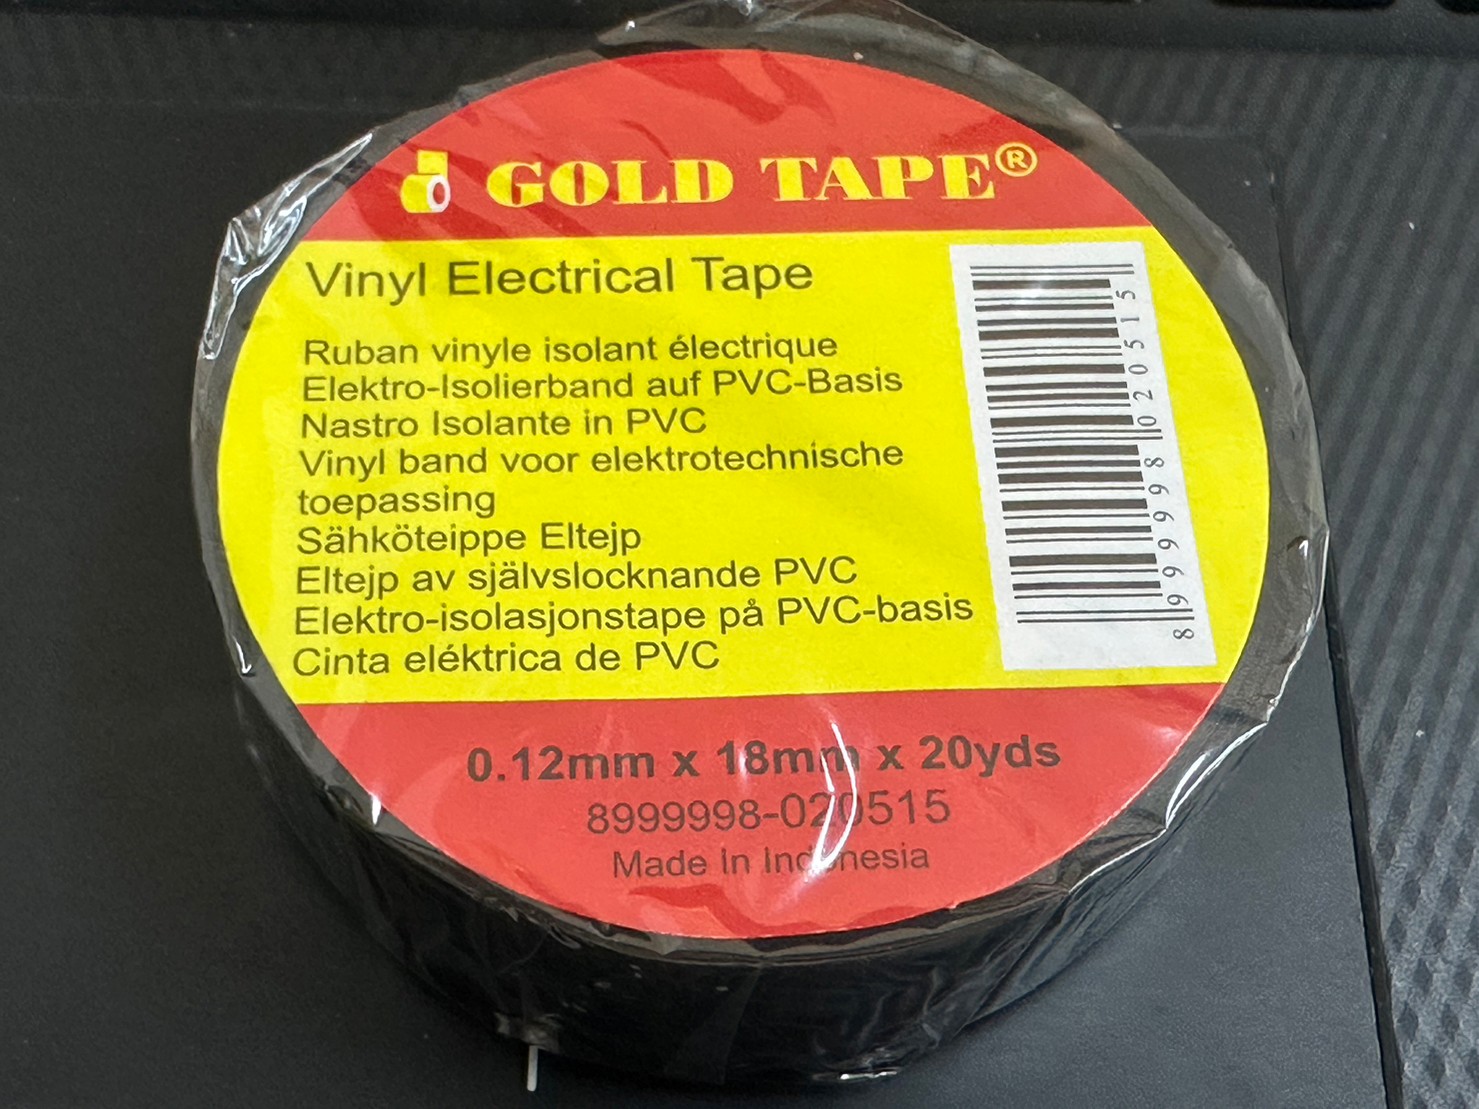 GOLD TAPE®
Vinyl Electrical Tape
Ruban vinyle isolant électrique
Elektro-Isolierband auf PVC-Basis
Nastro Isolante in PVC
Vinyl band voor elektrotechnische
toepassing
Sähköteippe Eltejp
Eltejp av självslocknande PVC
Elektro-isolasjonstape på PVC-basis
Cinta eléktrica de PVC
8 999998 020515
0.12mm x 18mm x 20yds
8999998-020515
Made In Indonesia